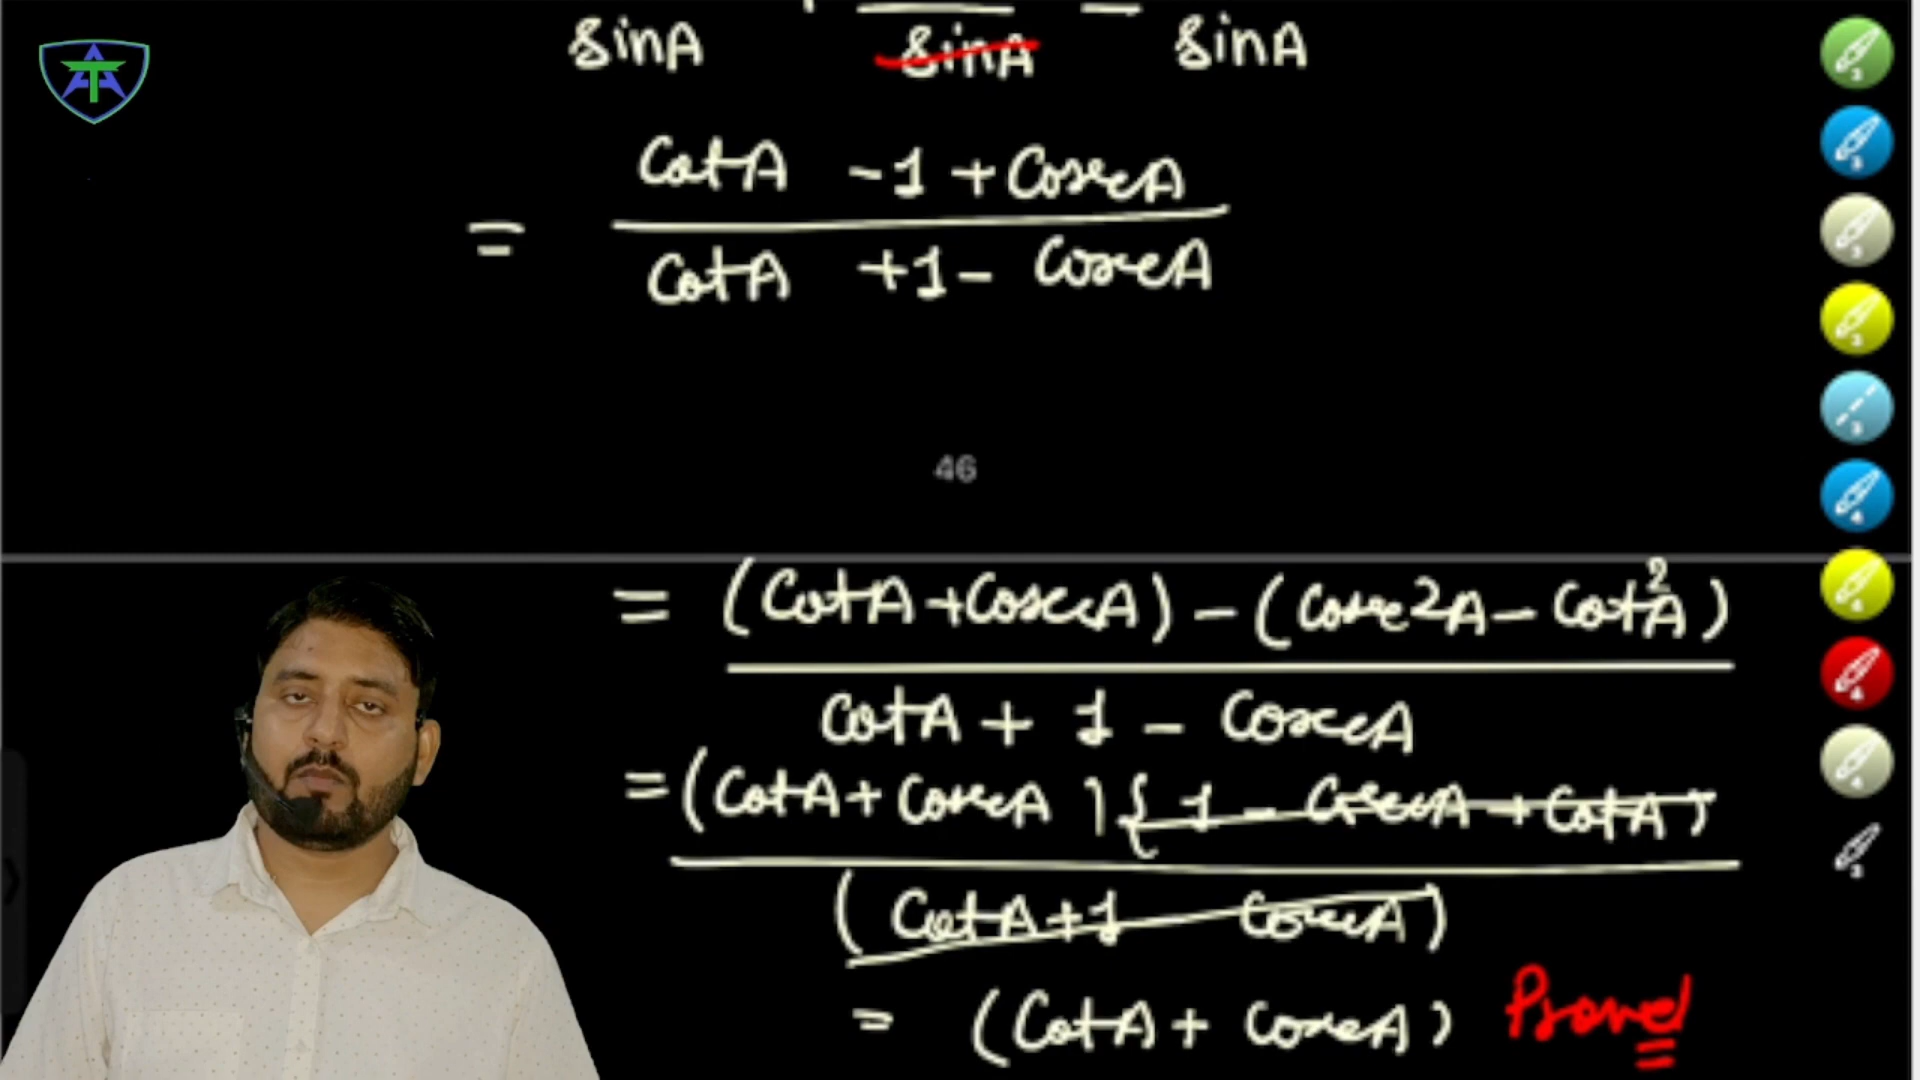 sinA sinA sinA
CotA -1 + CosecA
=
CotA +1 - CosecA
46
= (CotA + CosecA) - (Cosec2A - Cot²A)
CotA + 1 - CosecA
= (CotA + CosecA) { 1 - CosecA + CotA )
( CotA + 1 - CosecA )
= (CotA + CosecA) Proved